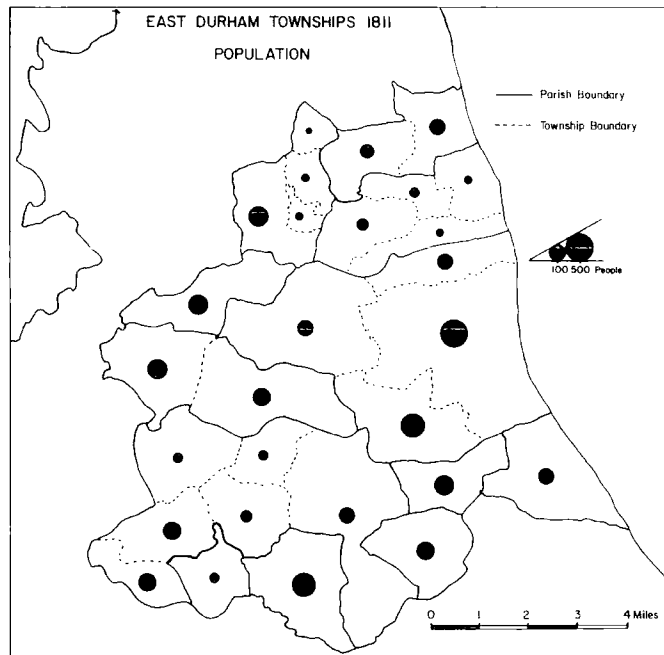 EAST DURHAM TOWNSHIPS 1811
POPULATION
Parish Boundary
Township Boundary
100 500 People
0 1 2 3 4 Miles